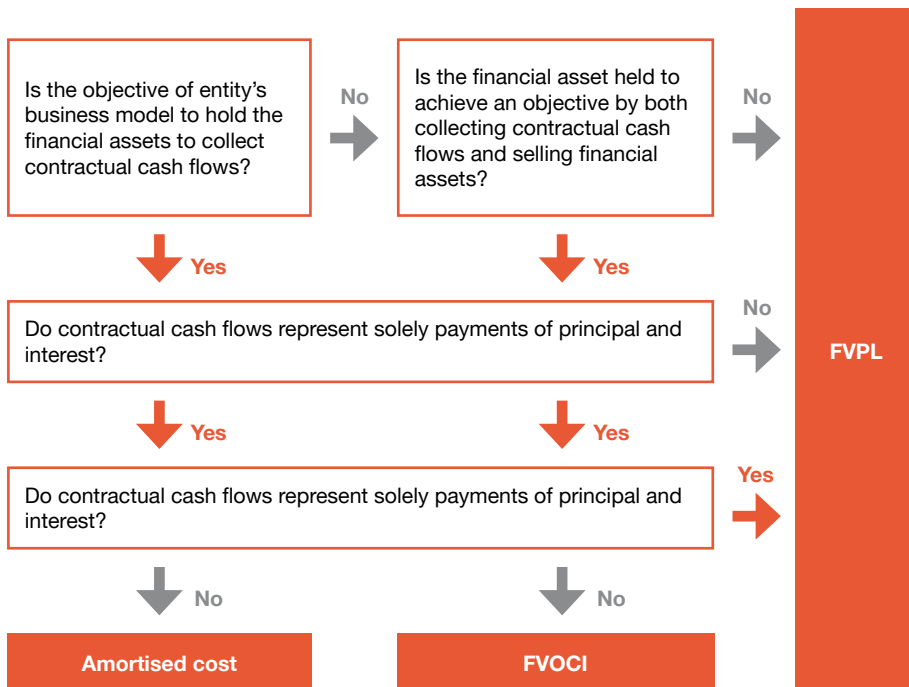 Is the objective of entity's
business model to hold the
financial assets to collect
contractual cash flows?
No
Is the financial asset held to
achieve an objective by both
collecting contractual cash
flows and selling financial
assets?
No
Yes
Yes
Do contractual cash flows represent solely payments of principal and
interest?
No
FVPL
Yes
Yes
Do contractual cash flows represent solely payments of principal and
interest?
Yes
No
No
Amortised cost
FVOCI